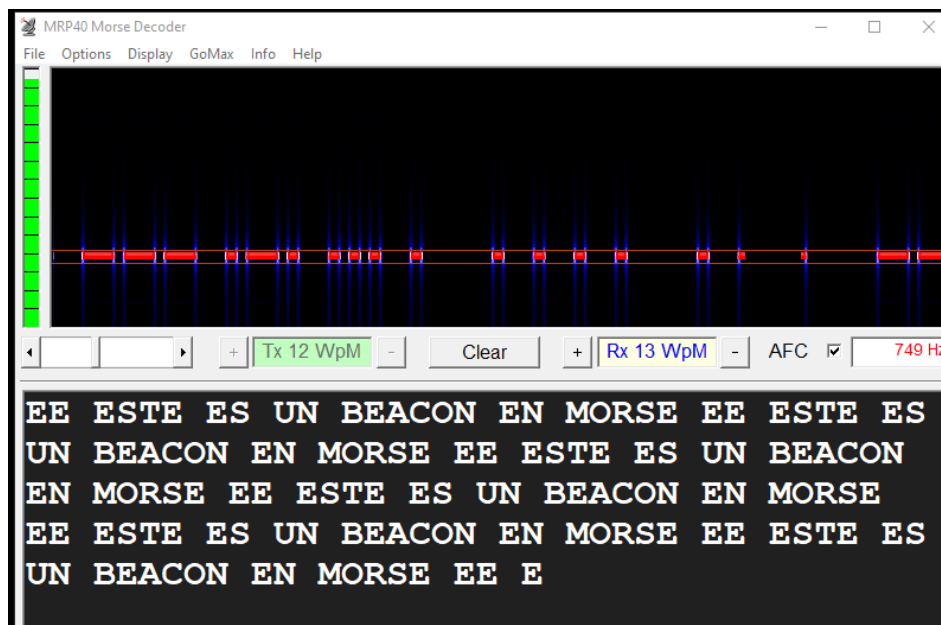 MRP40 Morse Decoder
File Options Display GoMax Info Help
+ Tx 12 WpM - Clear + Rx 13 WpM - AFC 749 Hz
EE ESTE ES UN BEACON EN MORSE EE ESTE ES
UN BEACON EN MORSE EE ESTE ES UN BEACON
EN MORSE EE ESTE ES UN BEACON EN MORSE
EE ESTE ES UN BEACON EN MORSE EE ESTE ES
UN BEACON EN MORSE EE E